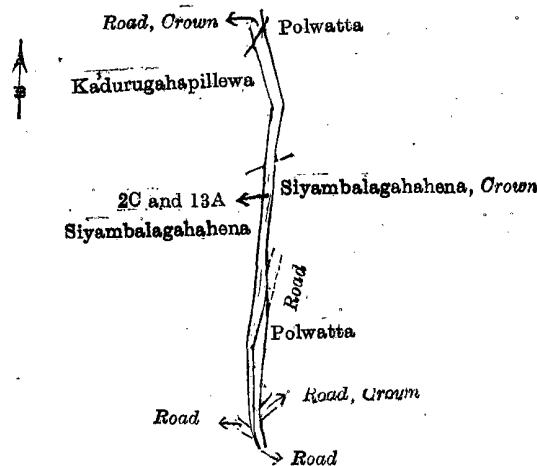 Road, Crown
Polwatta
Kadurugahapillewa
Siyambalagahahena, Crown
2C and 13A
Siyambalagahahena
Road
Polwatta
Road, Crown
Road
Road